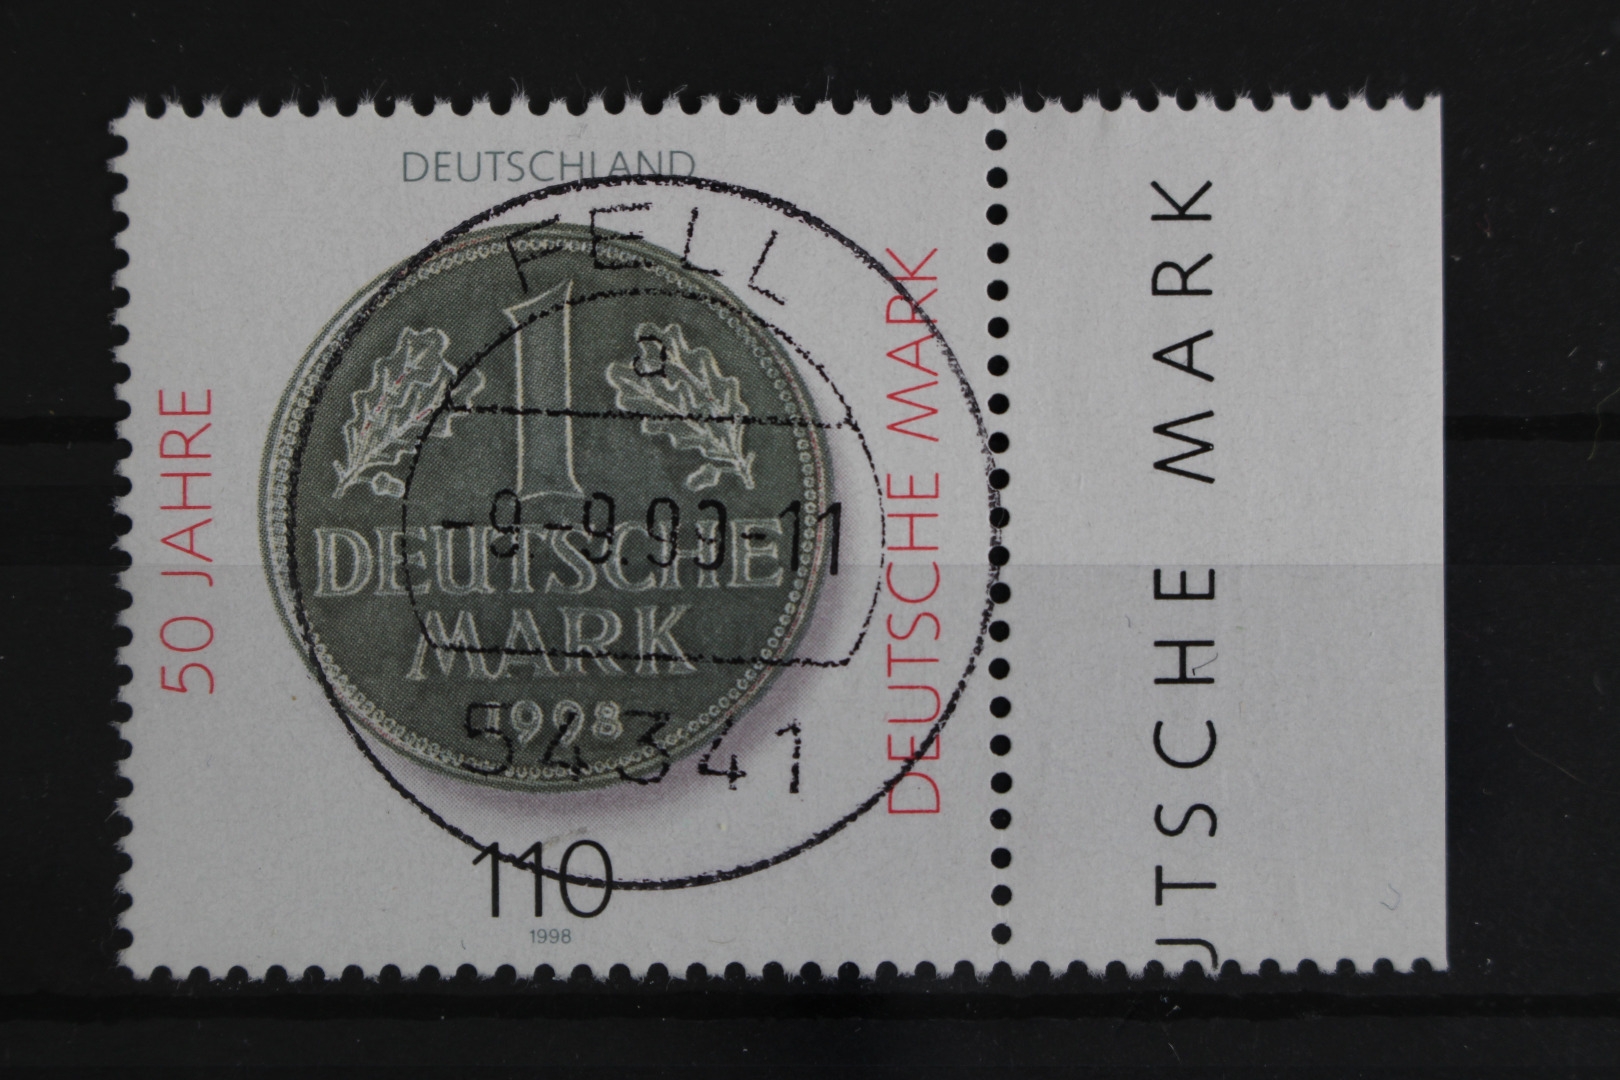 DEUTSCHLAND
50 JAHRE
DEUTSCHE MARK
1
DEUTSCHE
MARK
1998
110
1998
FELL
a
-9.-9.99-11
54341
UTSCHE MARK